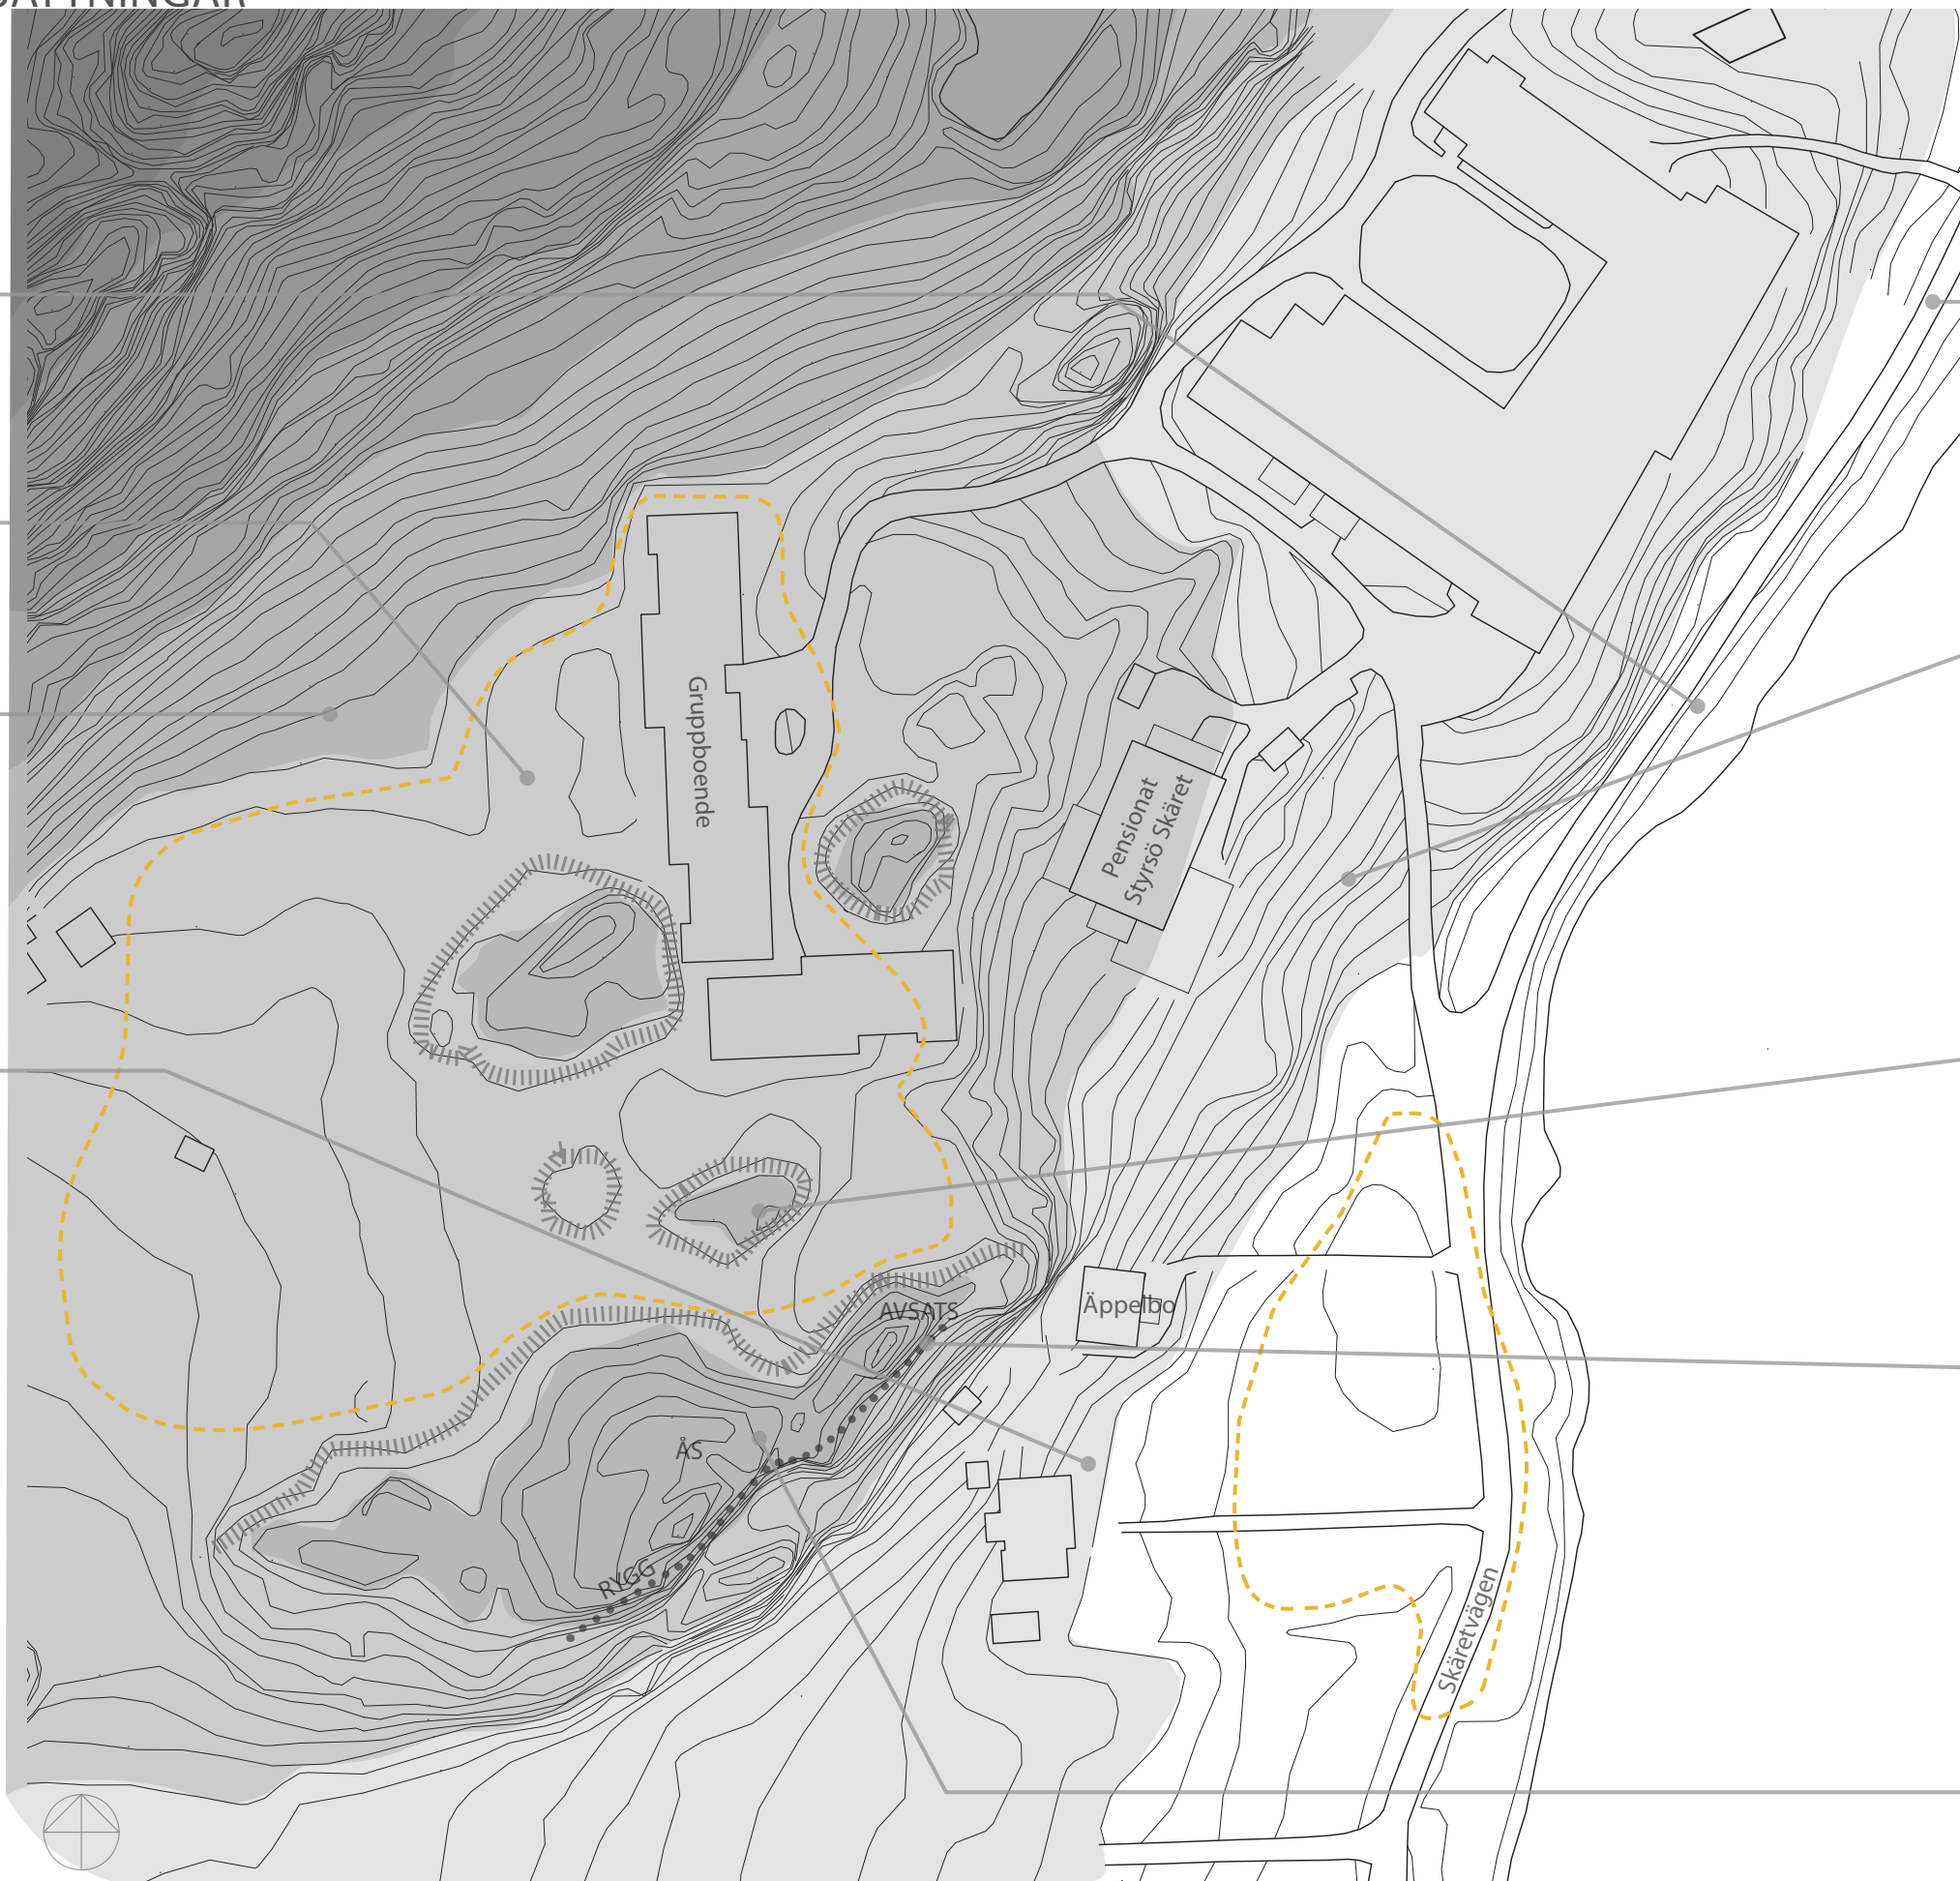 Gruppboende
Pensionat
Styrsö Skäret
AVSATS
Äppelbo
ÅS
RYGG
Skäretvägen